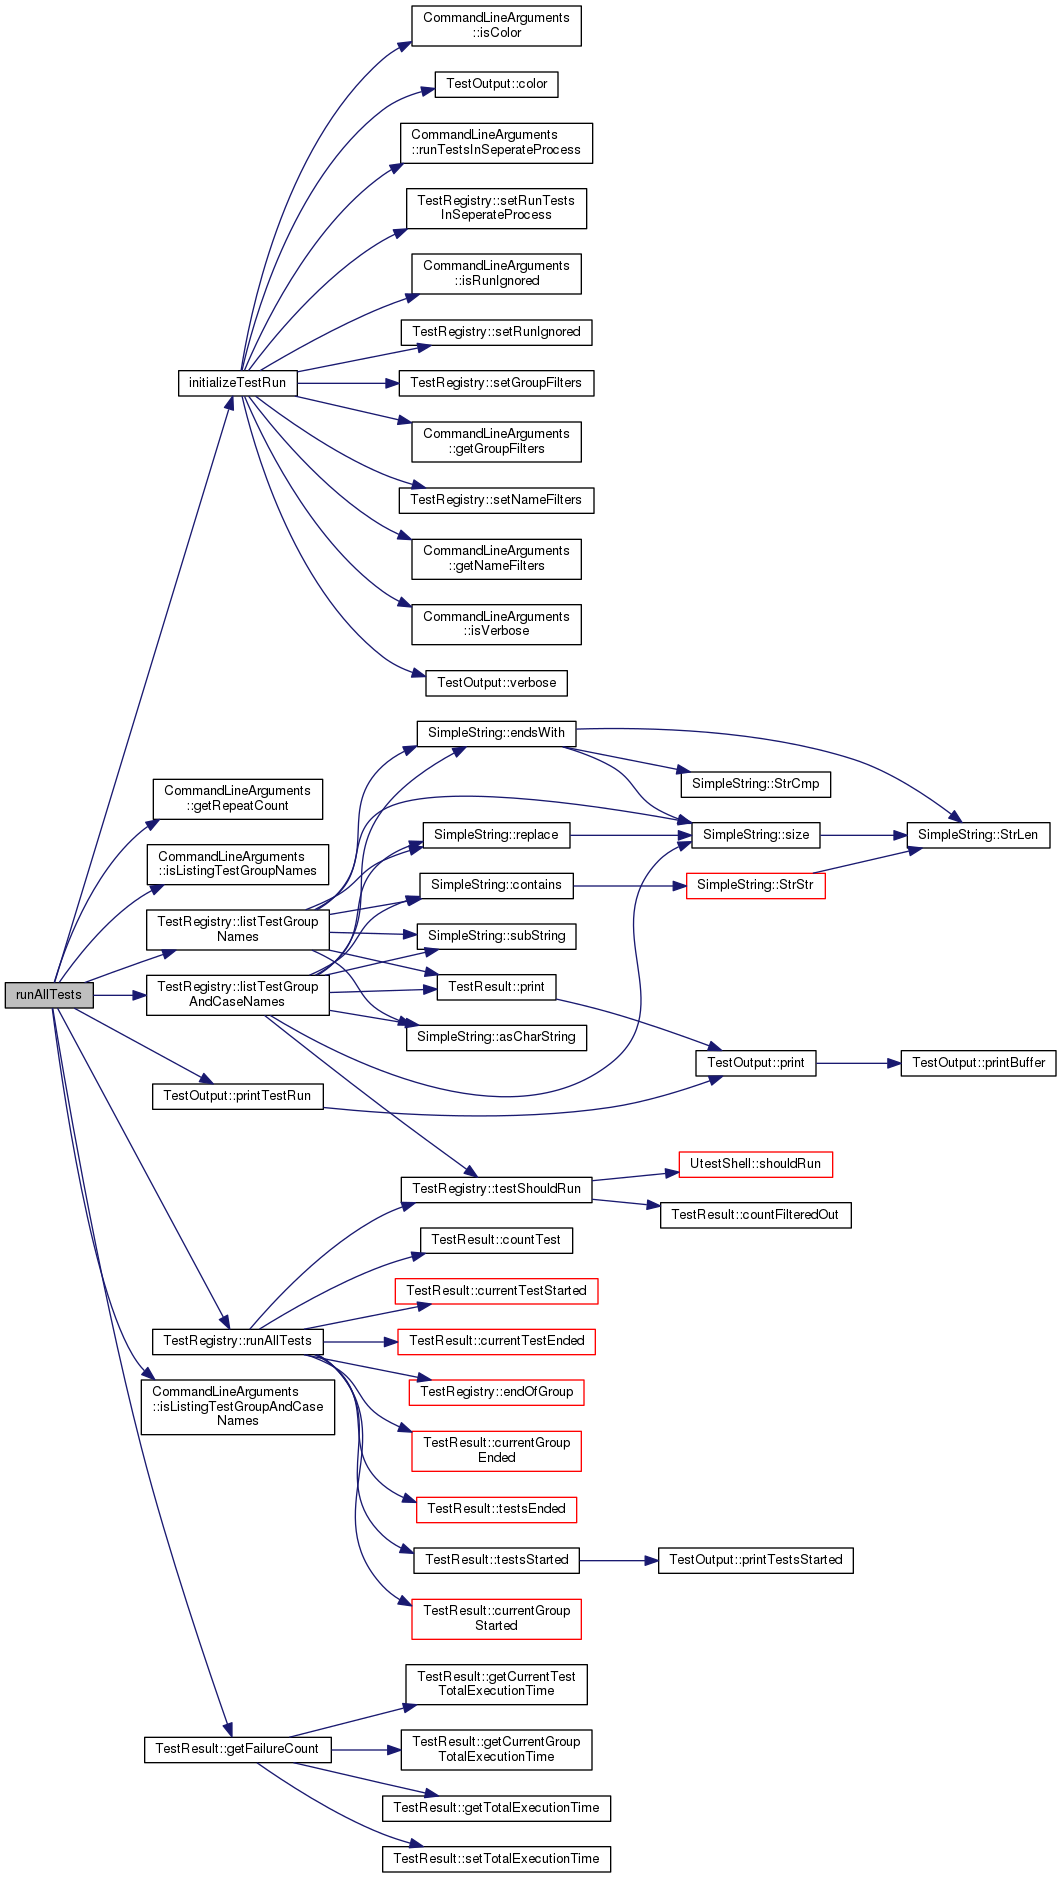 CommandLineArguments
::isColor
TestOutput::color
CommandLineArguments
::runTestsInSeperateProcess
TestRegistry::setRunTests
InSeperateProcess
CommandLineArguments
::isRunIgnored
TestRegistry::setRunIgnored
initializeTestRun
TestRegistry::setGroupFilters
CommandLineArguments
::getGroupFilters
TestRegistry::setNameFilters
CommandLineArguments
::getNameFilters
CommandLineArguments
::isVerbose
TestOutput::verbose
SimpleString::endsWith
SimpleString::StrCmp
CommandLineArguments
::getRepeatCount
SimpleString::replace
SimpleString::size
SimpleString::StrLen
CommandLineArguments
::isListingTestGroupNames
SimpleString::contains
SimpleString::StrStr
TestRegistry::listTestGroup
Names
SimpleString::subString
runAllTests
TestRegistry::listTestGroup
AndCaseNames
TestResult::print
SimpleString::asCharString
TestOutput::print
TestOutput::printBuffer
TestOutput::printTestRun
UtestShell::shouldRun
TestRegistry::testShouldRun
TestResult::countFilteredOut
TestResult::countTest
TestResult::currentTestStarted
TestRegistry::runAllTests
TestResult::currentTestEnded
TestRegistry::endOfGroup
CommandLineArguments
::isListingTestGroupAndCase
Names
TestResult::currentGroup
Ended
TestResult::testsEnded
TestResult::testsStarted
TestOutput::printTestsStarted
TestResult::currentGroup
Started
TestResult::getCurrentTest
TotalExecutionTime
TestResult::getFailureCount
TestResult::getCurrentGroup
TotalExecutionTime
TestResult::getTotalExecutionTime
TestResult::setTotalExecutionTime